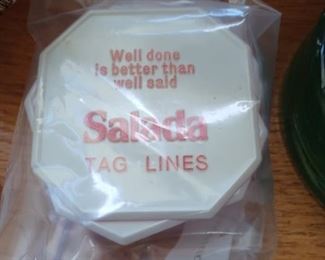 Well done
is better than
well said
Salada
TAG LINES